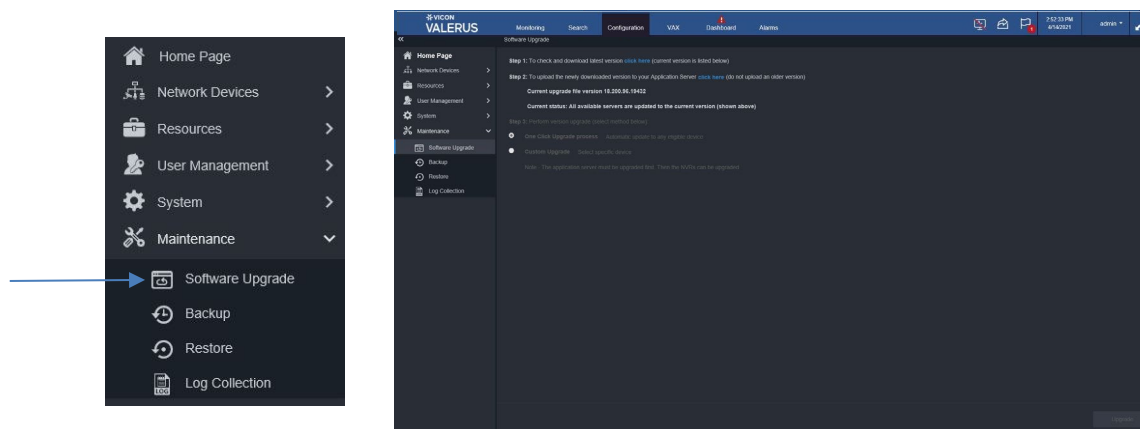 Home Page
Network Devices
Resources
User Management
System
Maintenance
Software Upgrade
Backup
Restore
LOG
Log Collection
VICON
VALERUS
Monitoring
Search
Configuration
VAX
Dashboard
Alarms
2:52:33 PM
4/14/2021
admin
Software Upgrade
Home Page
Network Devices
Resources
User Management
System
Maintenance
Software Upgrade
Backup
Restore
Log Collection
Step 1: To check and download latest version click here (current version is listed below)
Step 2: To upload the newly downloaded version to your Application Server click here (do not upload an older version)
Current upgrade file version 18.200.96.19432
Current status: All available servers are updated to the current version (shown above)
Step 3: Perform version upgrade (select method below)
One Click Upgrade process Automatic update to any eligible device
Custom Upgrade Select specific device
Note - The application server must be upgraded first. Then the NVRs can be upgraded
Upgrade